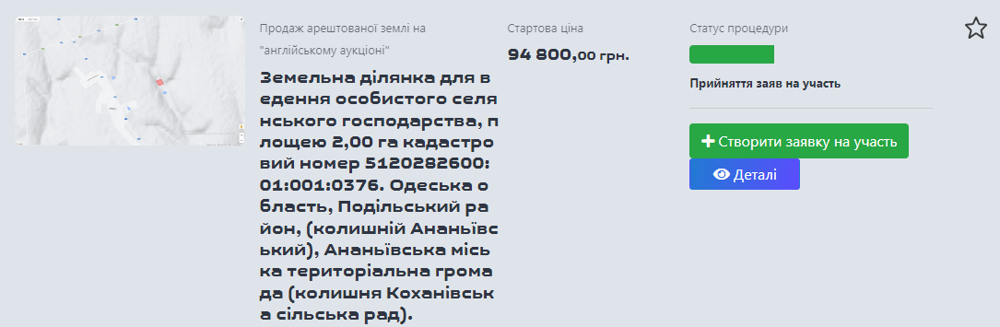 Продаж арештованої землі на
"англійському аукціоні"
Земельна ділянка для в
едення особистого селя
нського господарства, п
лощею 2,00 га кадастро
вий номер 5120282600:
01:001:0376. Одеська о
бласть, Подільський ра
йон, (колишній Ананьївс
ький), Ананьївська місь
ка територіальна грома
да (колишня Коханівськ
а сільська рад).
Стартова ціна
94 800,00 грн.
Статус процедури
Прийняття заяв на участь
Створити заявку на участь
Деталі